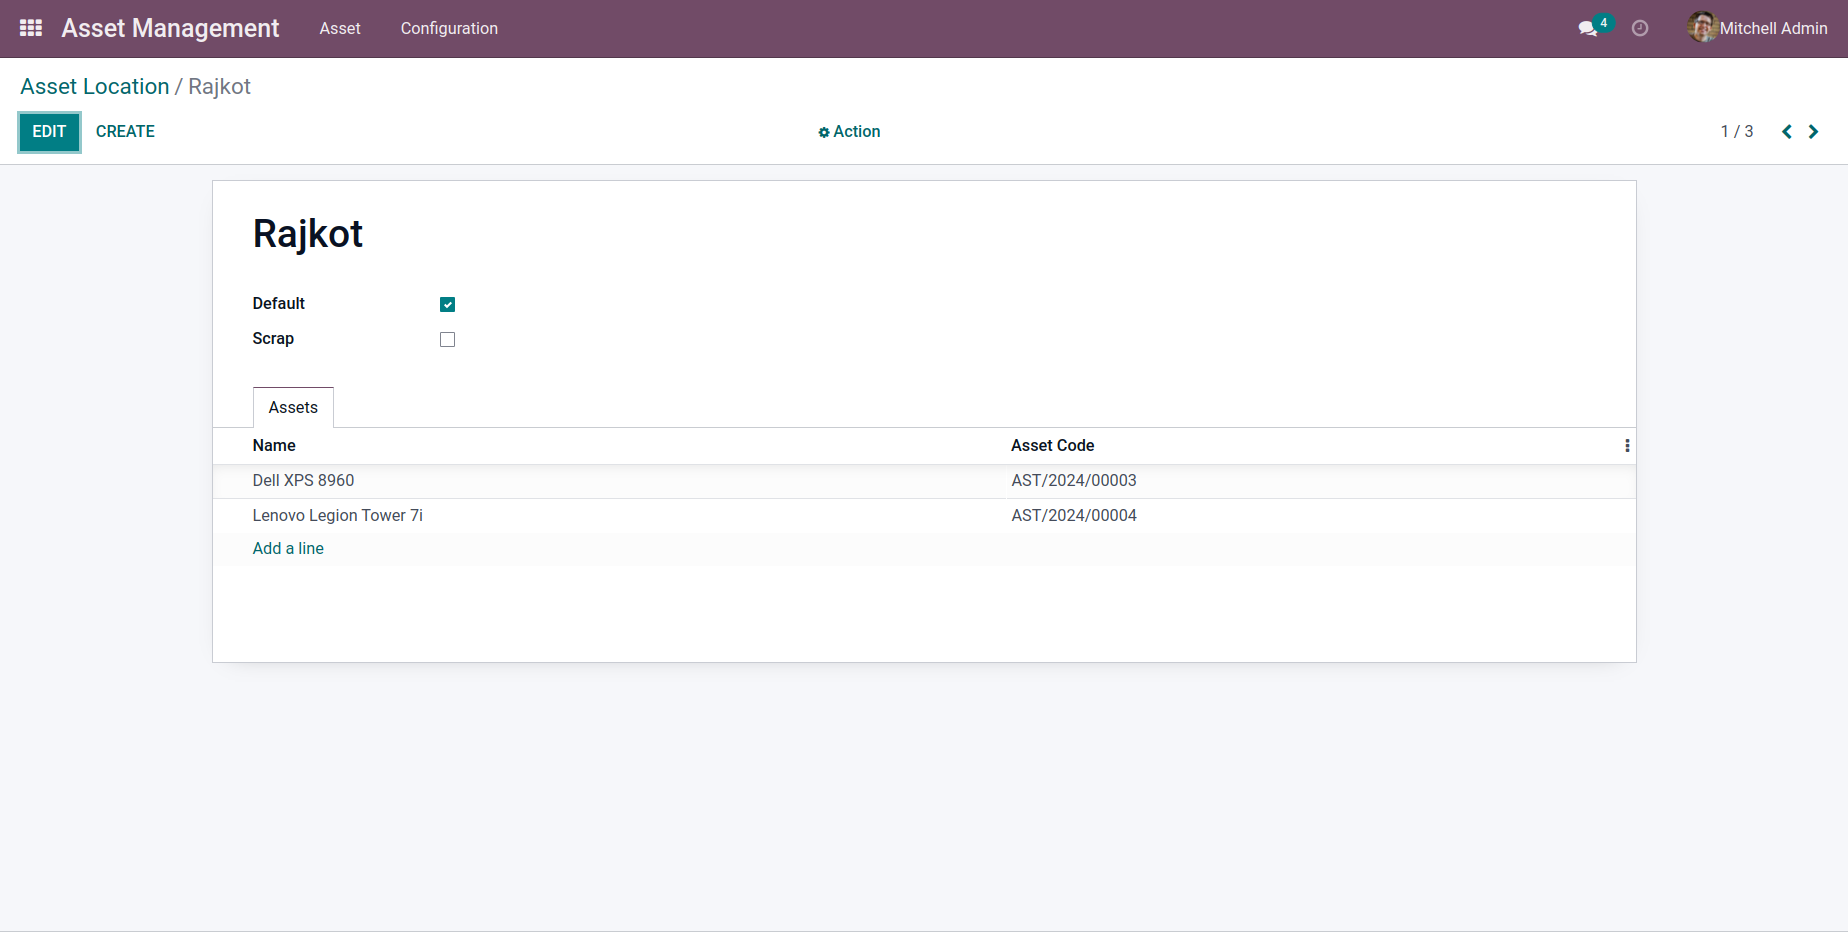 Asset Management Asset Configuration 4 Mitchell Admin
Asset Location / Rajkot
EDIT CREATE Action 1 / 3
Rajkot
Default
Scrap
Assets
Name Asset Code
Dell XPS 8960 AST/2024/00003
Lenovo Legion Tower 7i AST/2024/00004
Add a line